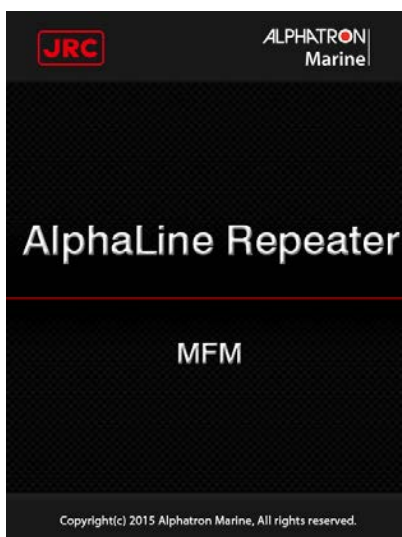 JRC
ALPHATRON
Marine
AlphaLine Repeater
MFM
Copyright(c) 2015 Alphatron Marine, All rights reserved.